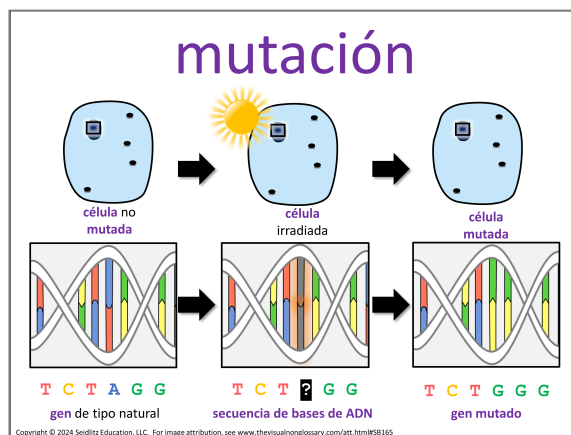 mutación
célula no
mutada
célula
irradiada
célula
mutada
T C T A G G
T C T ? G G
T C T G G G
gen de tipo natural
secuencia de bases de ADN
gen mutado
Copyright © 2024 Seidlitz Education, LLC. For image attribution, see www.thevisualnonglossary.com/att.html#SB165